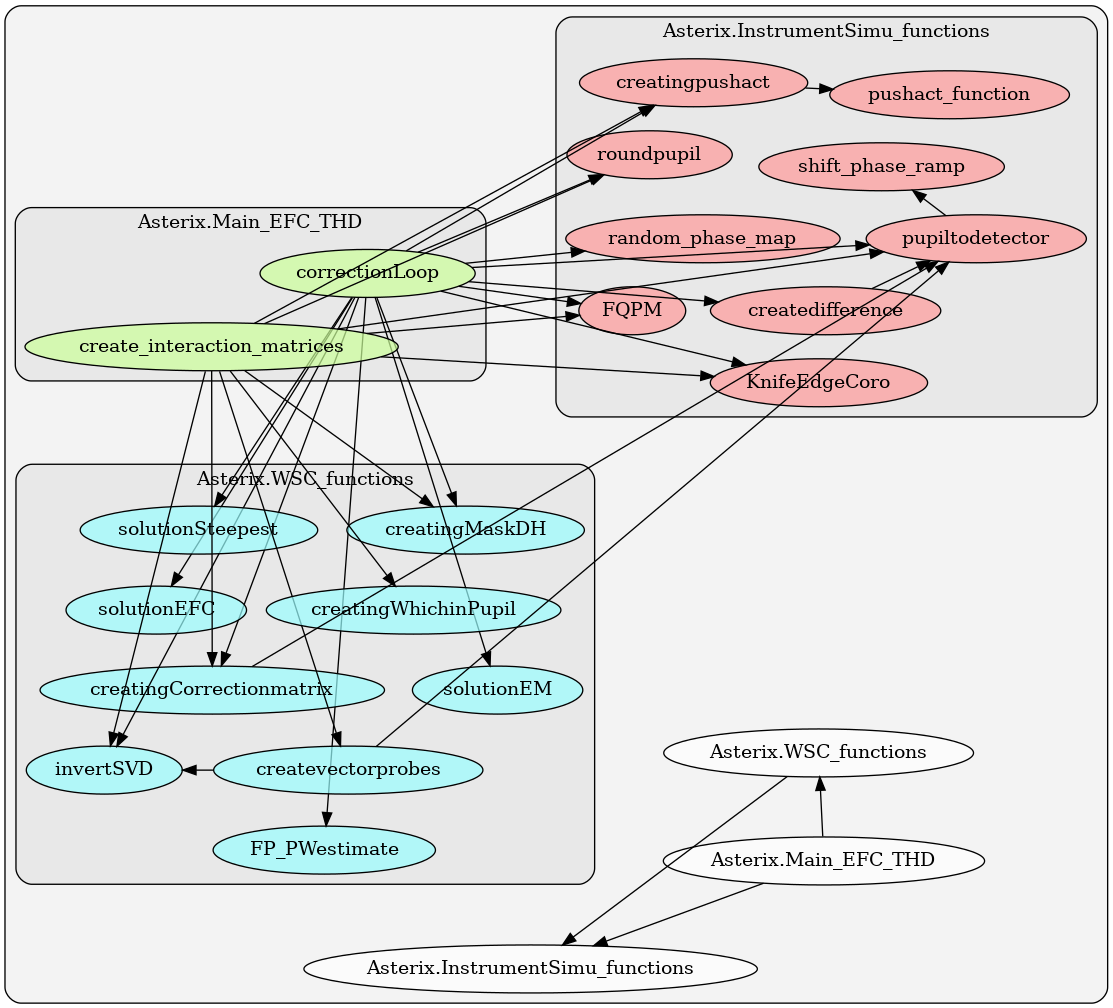 Asterix.InstrumentSimu_functions
creatingpushact
pushact_function
roundpupil
shift_phase_ramp
Asterix.Main_EFC_THD
random_phase_map
pupiltodetector
correctionLoop
FQPM
createdifference
create_interaction_matrices
KnifeEdgeCoro
Asterix.WSC_functions
solutionSteepest
creatingMaskDH
solutionEFC
creatingWhichinPupil
creatingCorrectionmatrix
solutionEM
invertSVD
createvectorprobes
FP_PWestimate
Asterix.WSC_functions
Asterix.Main_EFC_THD
Asterix.InstrumentSimu_functions